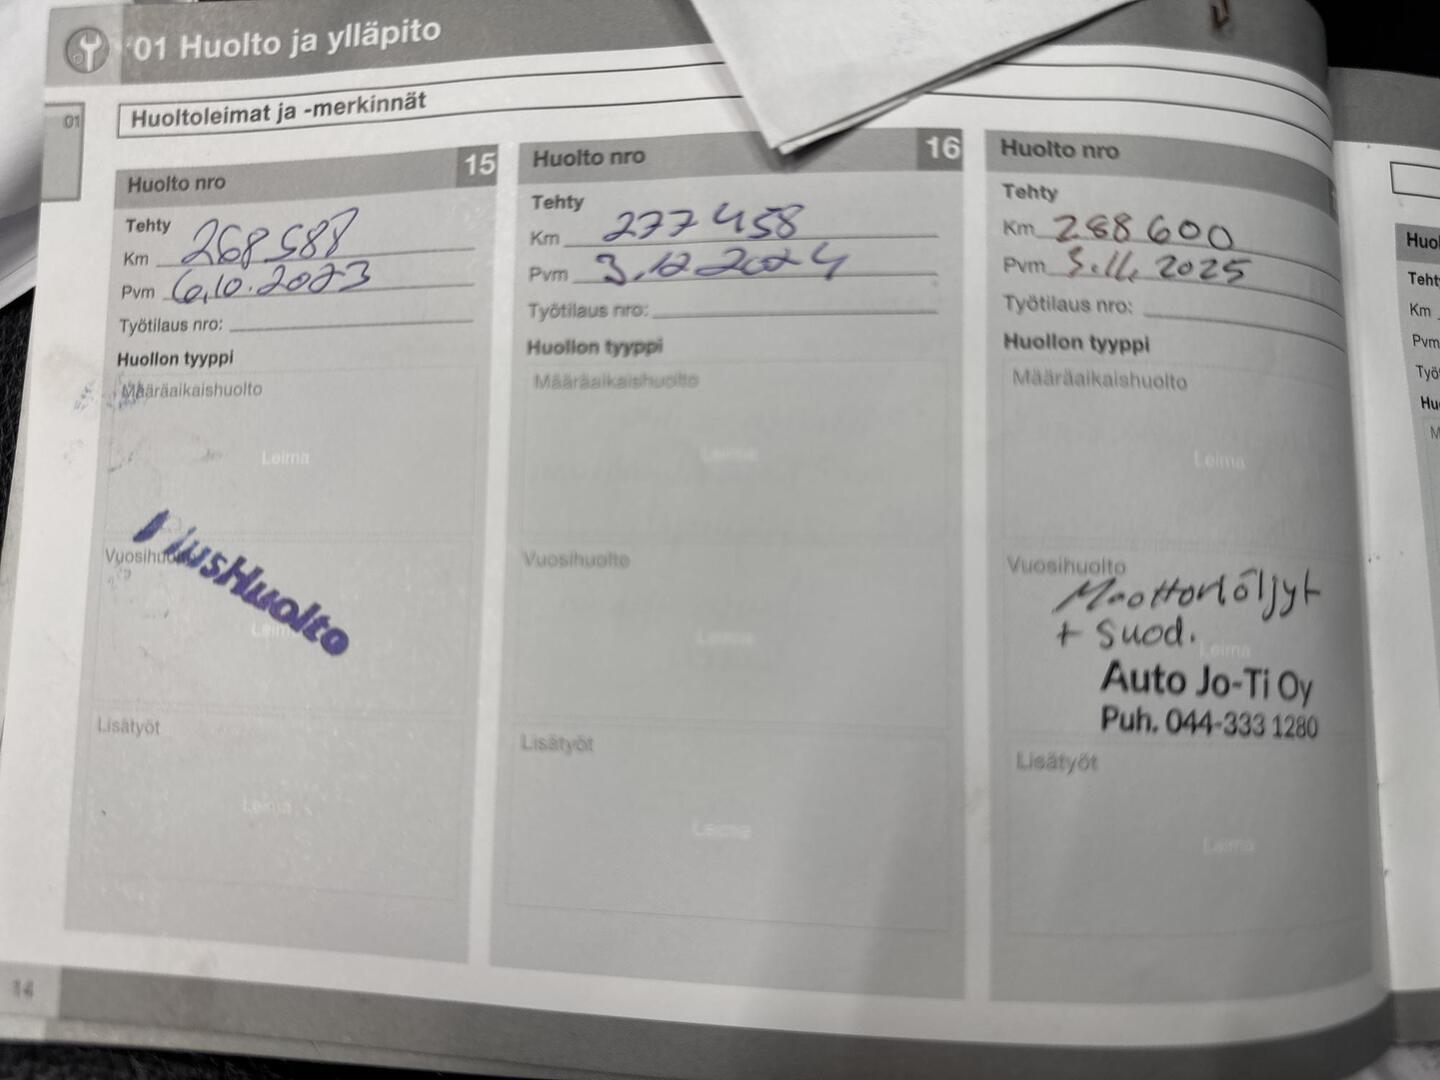 01 Huolto ja ylläpito
01
Huoltoleimat ja -merkinnät
15
Huolto nro
Tehty
Km 268588
Pvm 6.10.2023
Työtilaus nro:
Huollon tyyppi
Määräaikaishuolto
Leima
Vuosihuolto
PlusHuolto
Leima
Lisätyöt
Leima
16
Huolto nro
Tehty
Km 277458
Pvm 3.12.2024
Työtilaus nro:
Huollon tyyppi
Määräaikaishuolto
Leima
Vuosihuolto
Leima
Lisätyöt
Leima
Huolto nro
Tehty
Km 288600
Pvm 5.11. 2025
Työtilaus nro:
Huollon tyyppi
Määräaikaishuolto
Leima
Vuosihuolto
Moottoriöljyt
+ suod.
Leima
Auto Jo-Ti Oy
Puh. 044-333 1280
Lisätyöt
Leima
14
Km
Pvm